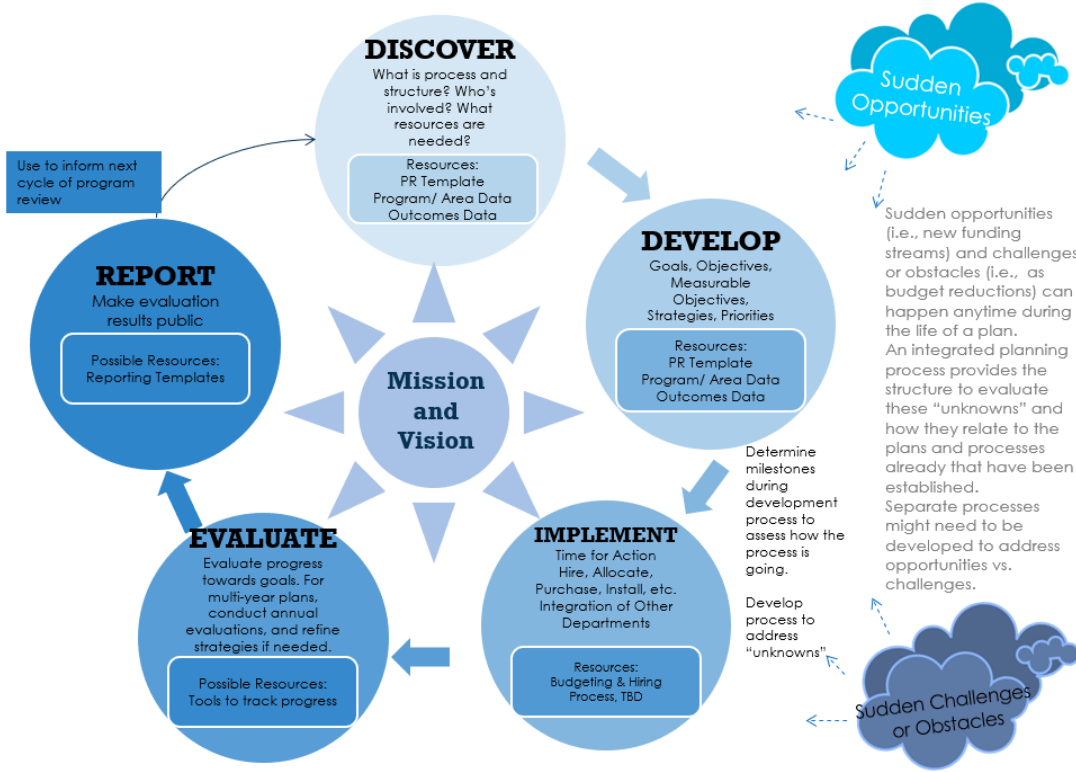 DISCOVER
What is process and
structure? Who's
involved? What
resources are
needed?
Resources:
PR Template
Program/ Area Data
Outcomes Data
Use to inform next
cycle of program
review
DEVELOP
Goals, Objectives,
Measurable
Objectives,
Strategies, Priorities
Resources:
PR Template
Program/ Area Data
Outcomes Data
REPORT
Make evaluation
results public
Possible Resources:
Reporting Templates
Mission
and
Vision
Determine
milestones
during
development
process to
assess how the
process is
going.
Develop
process to
address
“unknowns”
IMPLEMENT
Time for Action
Hire, Allocate,
Purchase, Install, etc.
Integration of Other
Departments
Resources:
Budgeting & Hiring
Process, TBD
EVALUATE
Evaluate progress
towards goals. For
multi-year plans,
conduct annual
evaluations, and refine
strategies if needed.
Possible Resources:
Tools to track progress
Sudden
Opportunities
Sudden opportunities
(i.e., new funding
streams) and challenges
or obstacles (i.e., as
budget reductions) can
happen anytime during
the life of a plan.
An integrated planning
process provides the
structure to evaluate
these “unknowns” and
how they relate to the
plans and processes
already that have been
established.
Separate processes
might need to be
developed to address
opportunities vs.
challenges.
Sudden Challenges
or Obstacles